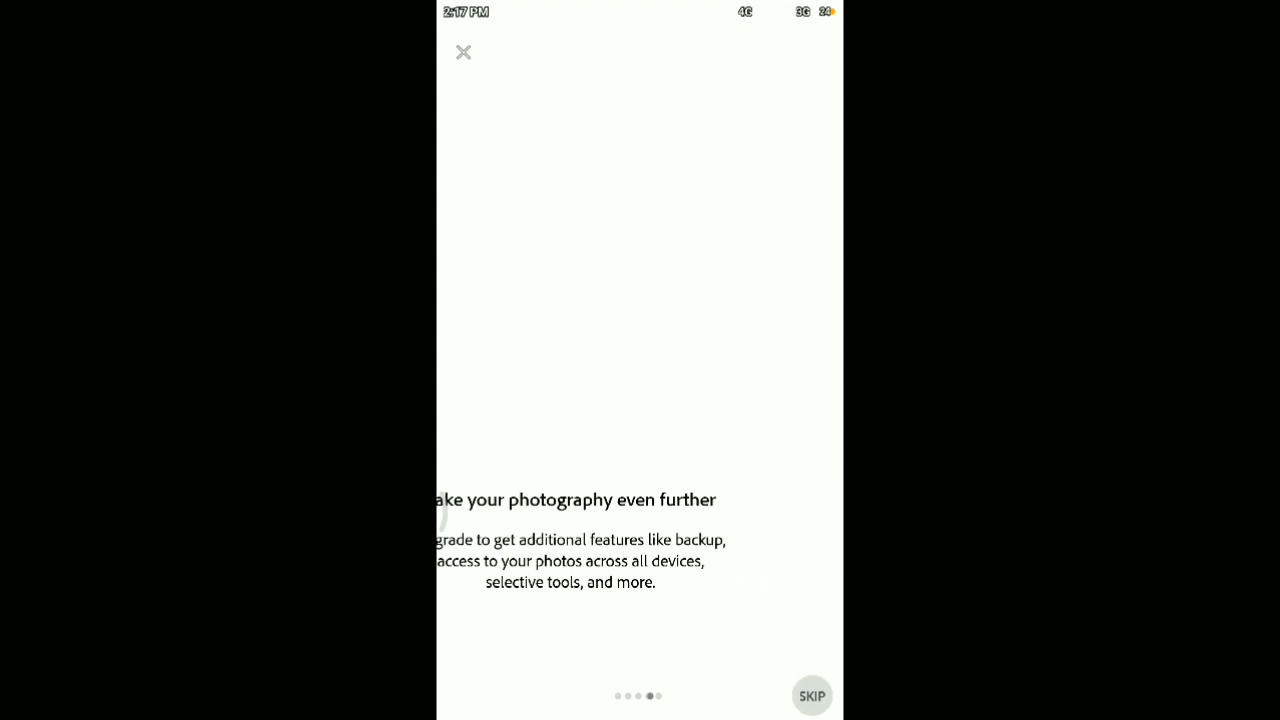 2:17 PM 4G 3G 24
ake your photography even further
grade to get additional features like backup,
access to your photos across all devices,
selective tools, and more.
SKIP